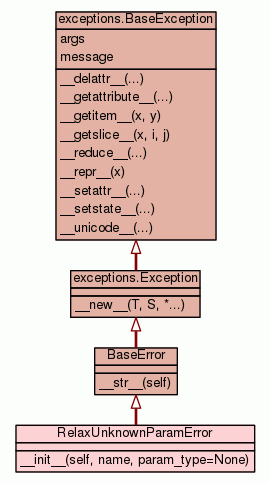 exceptions.BaseException
args
message
__delattr__(...)
__getattribute__(...)
__getitem__(x, y)
__getslice__(x, i, j)
__reduce__(...)
__repr__(x)
__setattr__(...)
__setstate__(...)
__unicode__(...)
exceptions.Exception
__new__(T, S, *...)
BaseError
__str__(self)
RelaxUnknownParamError
__init__(self, name, param_type=None)